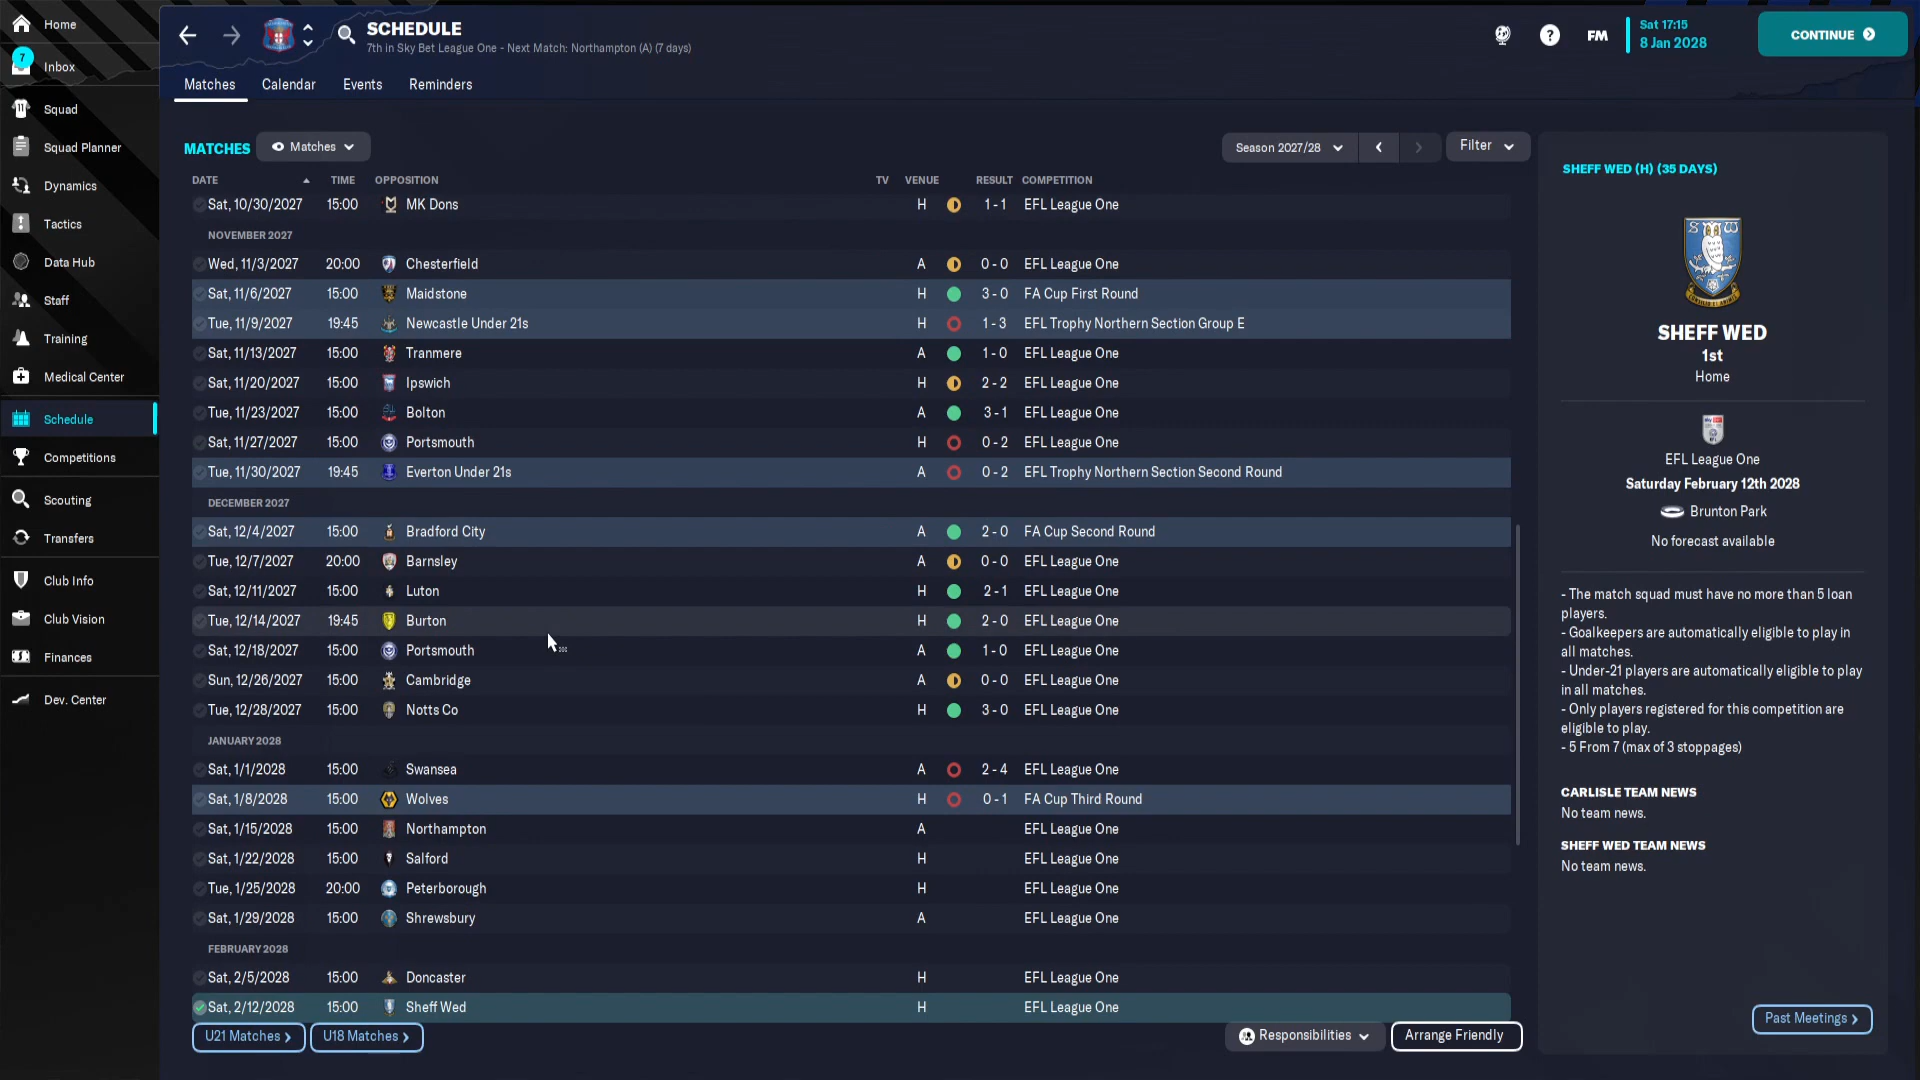 Home
7
Inbox
Squad
Squad Planner
Dynamics
Tactics
Data Hub
Staff
Training
Medical Center
Schedule
Competitions
Scouting
Transfers
Club Info
Club Vision
Finances
Dev. Center
SCHEDULE
7th in Sky Bet League One - Next Match: Northampton (A) (7 days)
FM
Sat 17:15
8 Jan 2028
CONTINUE
Matches Calendar Events Reminders
MATCHES Matches Season 2027/28 Filter
DATE TIME OPPOSITION TV VENUE RESULT COMPETITION
Sat, 10/30/2027 15:00 MK Dons H 1 - 1 EFL League One
NOVEMBER 2027
Wed, 11/3/2027 20:00 Chesterfield A 0 - 0 EFL League One
Sat, 11/6/2027 15:00 Maidstone H 3 - 0 FA Cup First Round
Tue, 11/9/2027 19:45 Newcastle Under 21s H 1 - 3 EFL Trophy Northern Section Group E
Sat, 11/13/2027 15:00 Tranmere A 1 - 0 EFL League One
Sat, 11/20/2027 15:00 Ipswich H 2 - 2 EFL League One
Tue, 11/23/2027 15:00 Bolton A 3 - 1 EFL League One
Sat, 11/27/2027 15:00 Portsmouth H 0 - 2 EFL League One
Tue, 11/30/2027 19:45 Everton Under 21s A 0 - 2 EFL Trophy Northern Section Second Round
DECEMBER 2027
Sat, 12/4/2027 15:00 Bradford City A 2 - 0 FA Cup Second Round
Tue, 12/7/2027 20:00 Barnsley A 0 - 0 EFL League One
Sat, 12/11/2027 15:00 Luton H 2 - 1 EFL League One
Tue, 12/14/2027 19:45 Burton H 2 - 0 EFL League One
Sat, 12/18/2027 15:00 Portsmouth A 1 - 0 EFL League One
Sun, 12/26/2027 15:00 Cambridge A 0 - 0 EFL League One
Tue, 12/28/2027 15:00 Notts Co H 3 - 0 EFL League One
JANUARY 2028
Sat, 1/1/2028 15:00 Swansea A 2 - 4 EFL League One
Sat, 1/8/2028 15:00 Wolves H 0 - 1 FA Cup Third Round
Sat, 1/15/2028 15:00 Northampton A EFL League One
Sat, 1/22/2028 15:00 Salford H EFL League One
Tue, 1/25/2028 20:00 Peterborough H EFL League One
Sat, 1/29/2028 15:00 Shrewsbury A EFL League One
FEBRUARY 2028
Sat, 2/5/2028 15:00 Doncaster H EFL League One
Sat, 2/12/2028 15:00 Sheff Wed H EFL League One
U21 Matches U18 Matches Responsibilities Arrange Friendly
SHEFF WED (H) (35 DAYS)
S W
SHEFF WED
1st
Home
EFL League One
Saturday February 12th 2028
Brunton Park
No forecast available
- The match squad must have no more than 5 loan
players.
- Goalkeepers are automatically eligible to play in
all matches.
- Under-21 players are automatically eligible to play
in all matches.
- Only players registered for this competition are
eligible to play.
- 5 From 7 (max of 3 stoppages)
CARLISLE TEAM NEWS
No team news.
SHEFF WED TEAM NEWS
No team news.
Past Meetings